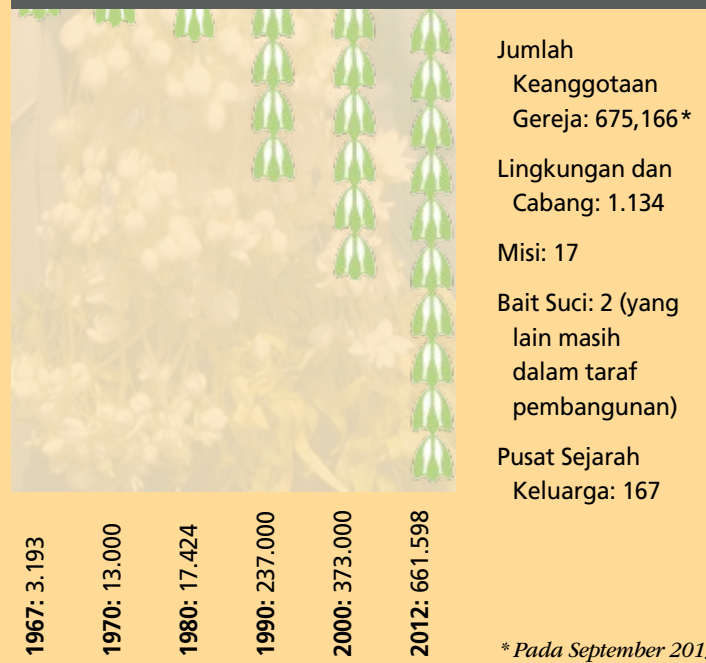 Jumlah
Keanggotaan
Gereja: 675,166*
Lingkungan dan
Cabang: 1.134
Misi: 17
Bait Suci: 2 (yang
lain masih
dalam taraf
pembangunan)
Pusat Sejarah
Keluarga: 167
1967: 3.193
1970: 13.000
1980: 17.424
1990: 237.000
2000: 373.000
2012: 661.598
* Pada September